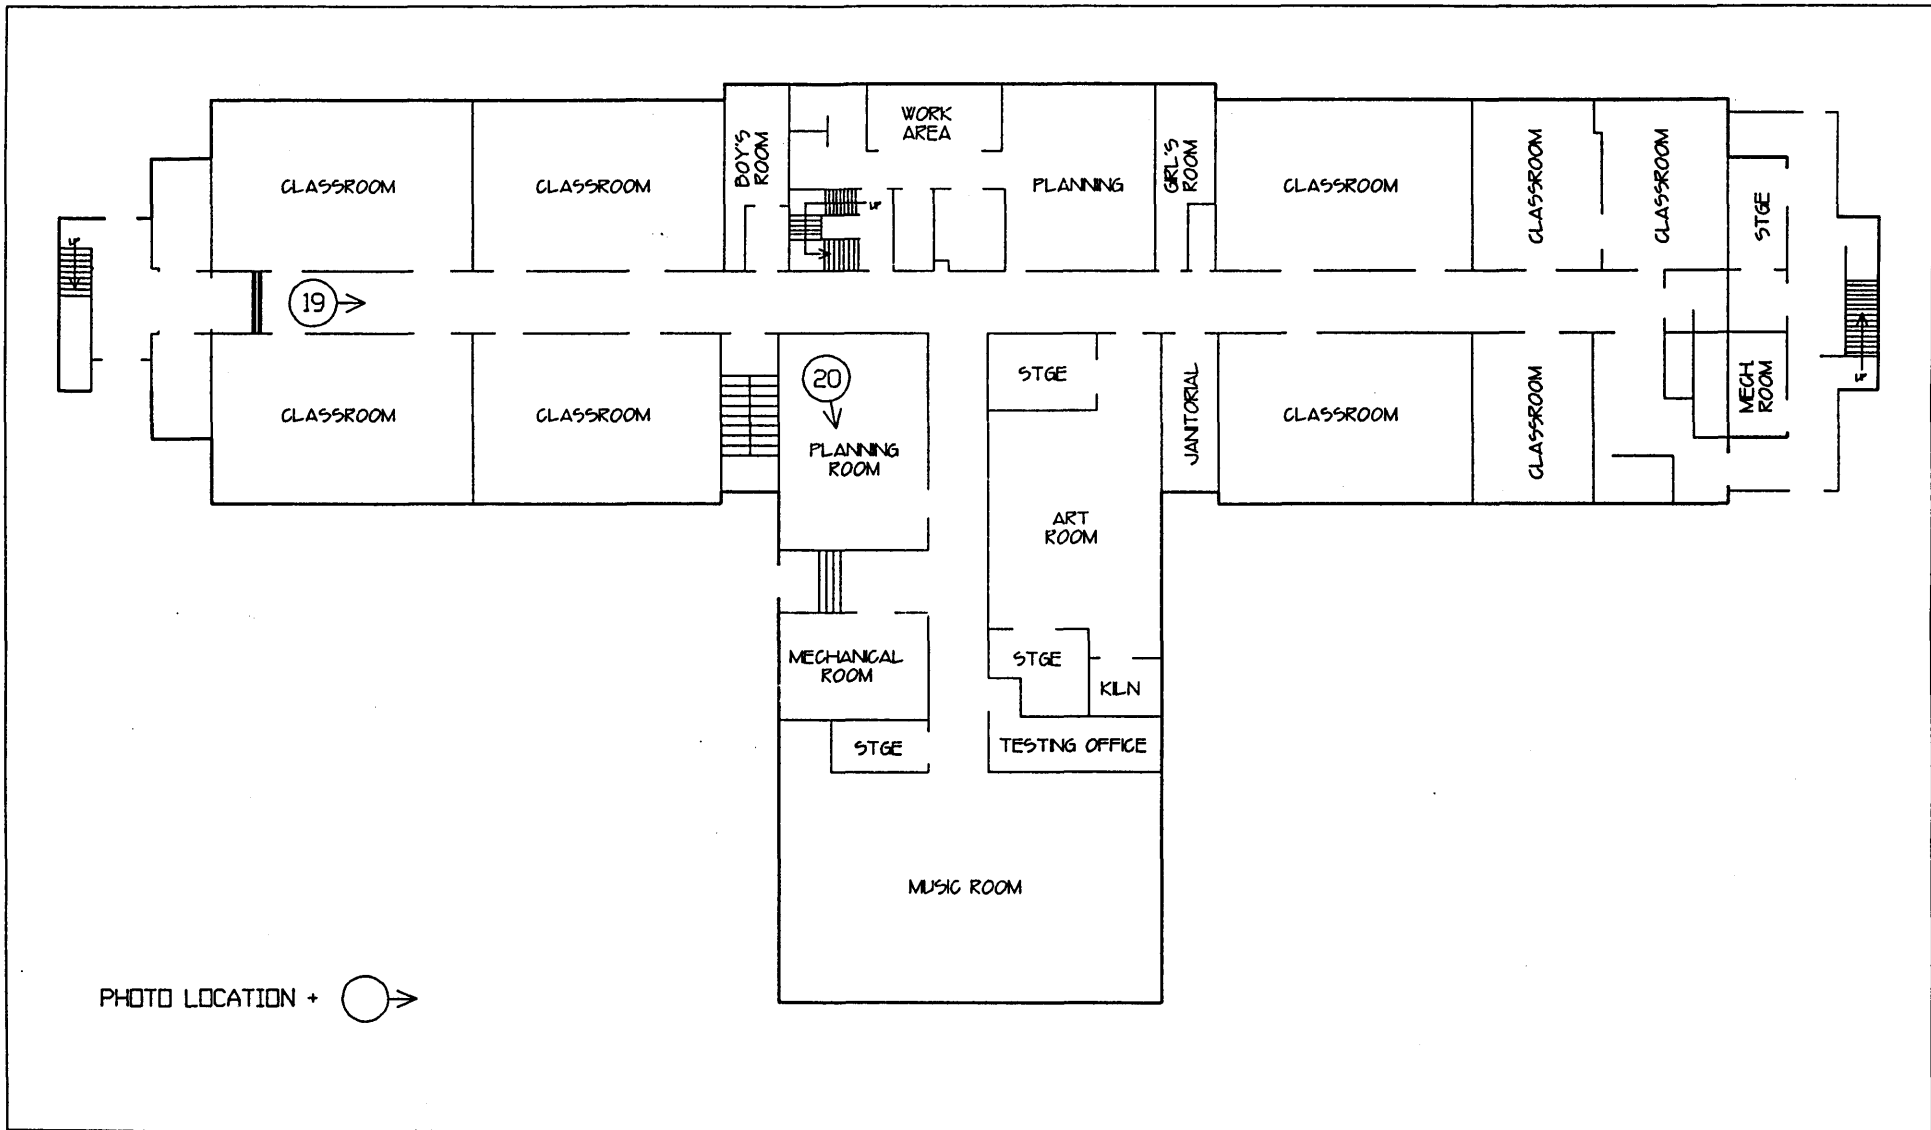 WORK
AREA
BOY'S
ROOM
CLASSROOM
CLASSROOM
PLANNING
GIRL'S
ROOM
CLASSROOM
CLASSROOM
CLASSROOM
STGE
UP
UP
19
20
STGE
CLASSROOM
CLASSROOM
PLANNING
ROOM
JANITORIAL
CLASSROOM
CLASSROOM
MECH.
ROOM
UP
ART
ROOM
MECHANICAL
ROOM
STGE
KILN
STGE
TESTING OFFICE
MUSIC ROOM
PHOTO LOCATION +